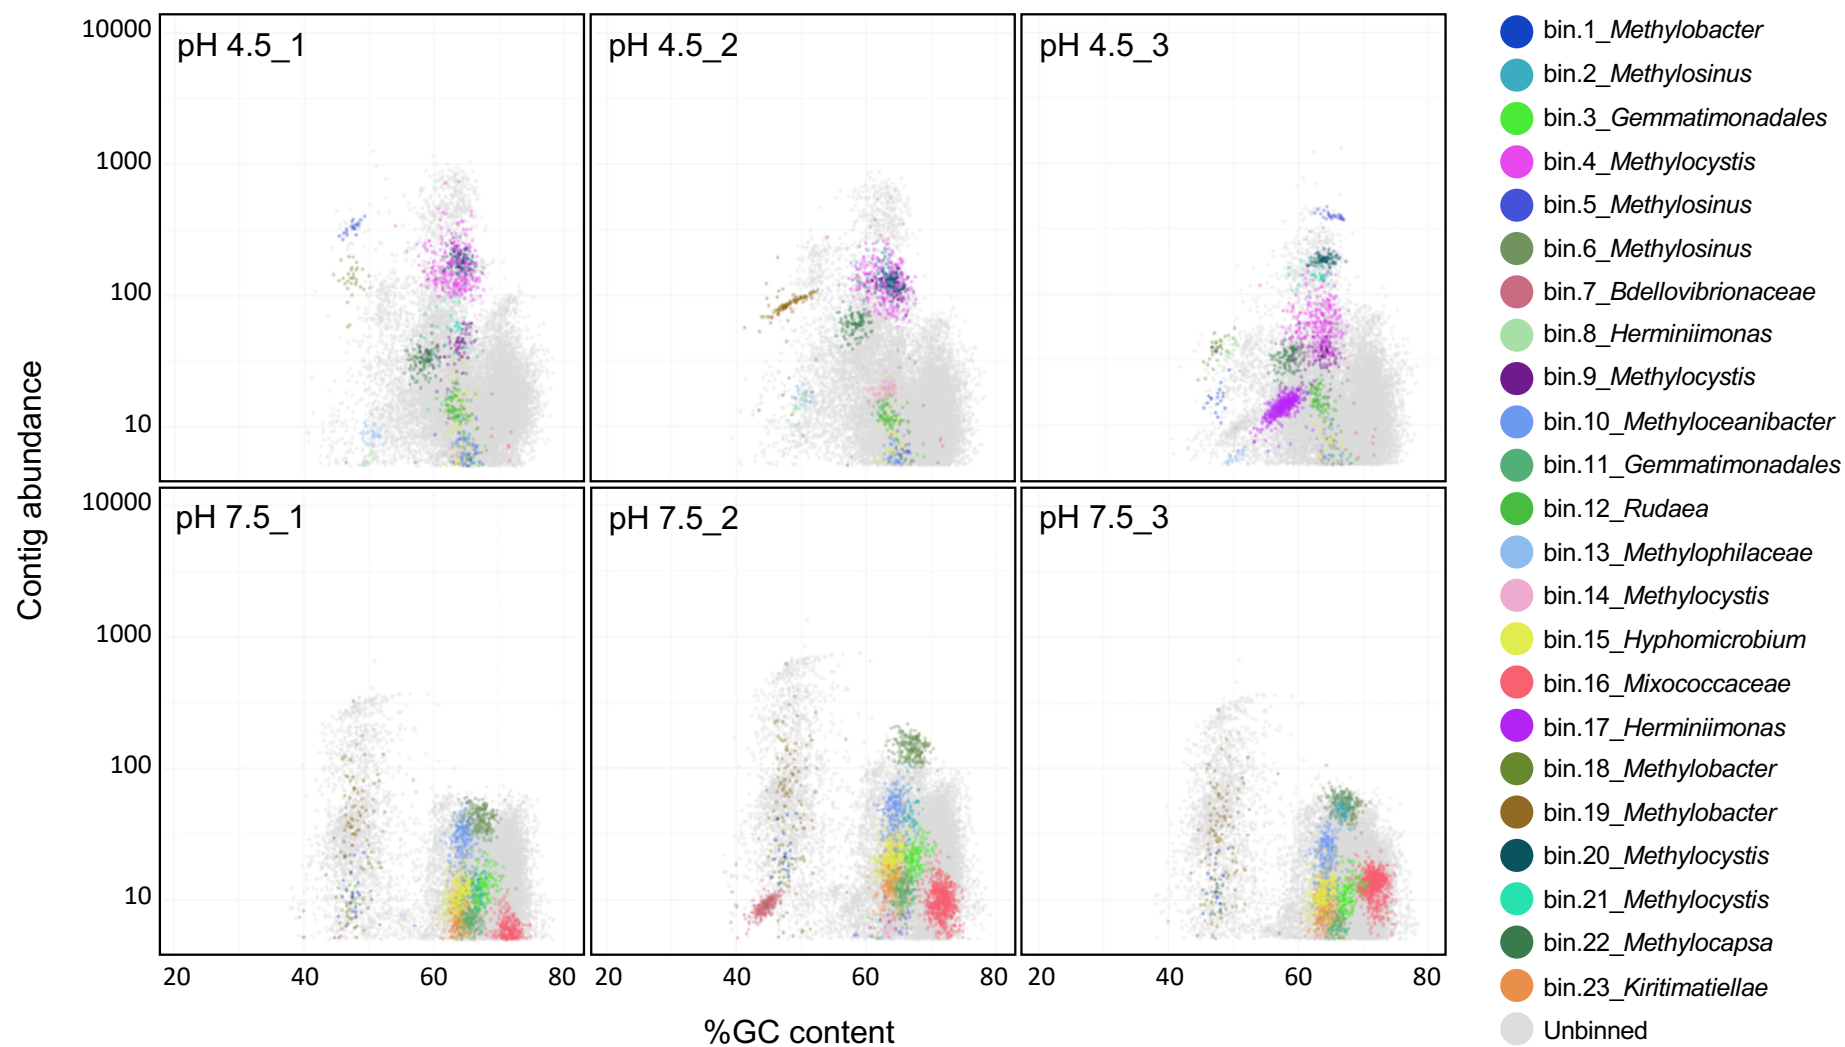 pH 4.5_1
pH 4.5_2
pH 4.5_3
10000
1000
100
10
pH 7.5_1
pH 7.5_2
pH 7.5_3
10000
1000
100
10
20 40 60 80
20 40 60 80
20 40 60 80
%GC content
Contig abundance
bin.1_Methylobacter
bin.2_Methylosinus
bin.3_Gemmatimonadales
bin.4_Methylocystis
bin.5_Methylosinus
bin.6_Methylosinus
bin.7_Bdellovibrionaceae
bin.8_Herminiimonas
bin.9_Methylocystis
bin.10_Methyloceanibacter
bin.11_Gemmatimonadales
bin.12_Rudaea
bin.13_Methylophilaceae
bin.14_Methylocystis
bin.15_Hyphomicrobium
bin.16_Mixococcaceae
bin.17_Herminiimonas
bin.18_Methylobacter
bin.19_Methylobacter
bin.20_Methylocystis
bin.21_Methylocystis
bin.22_Methylocapsa
bin.23_Kiritimatiellae
Unbinned